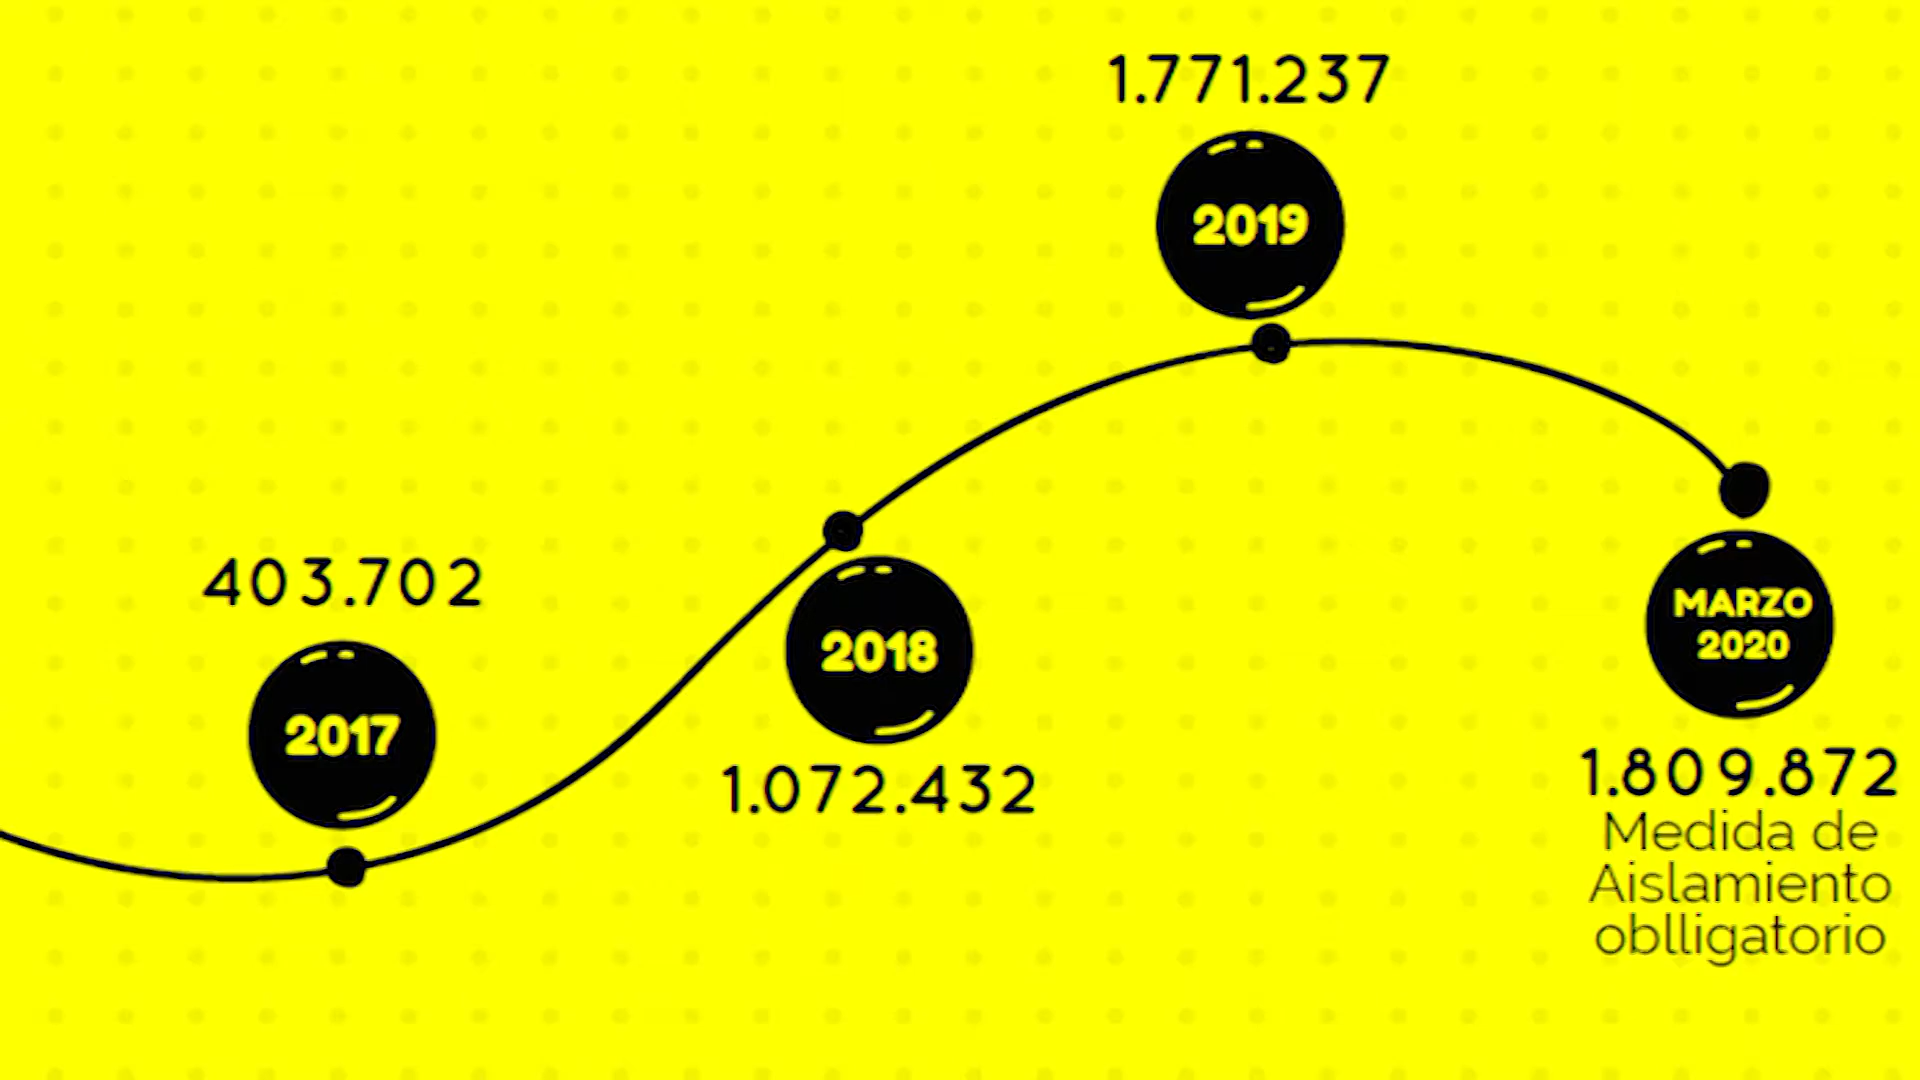 403.702
2017
2018
1.072.432
1.771.237
2019
MARZO
2020
1.809.872
Medida de
Aislamiento
oblligatorio